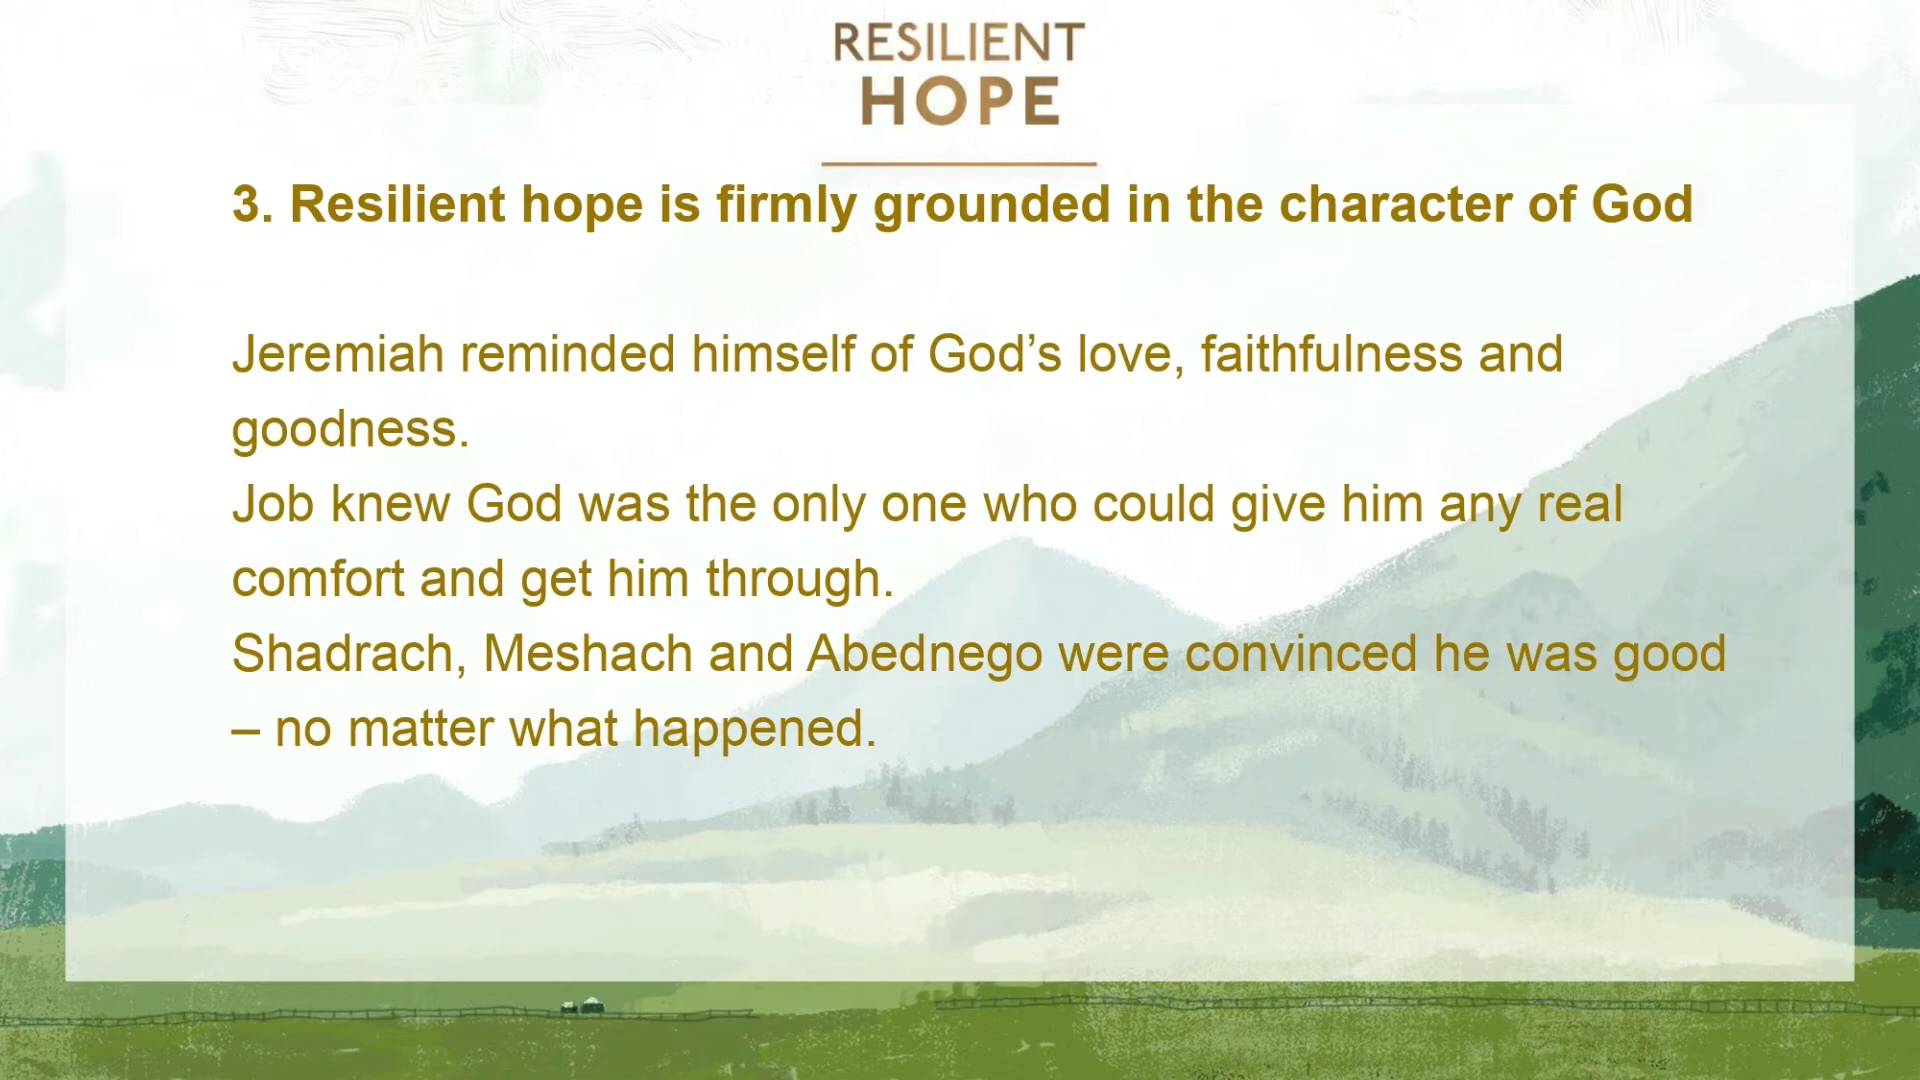 RESILIENT
HOPE
3. Resilient hope is firmly grounded in the character of God
Jeremiah reminded himself of God’s love, faithfulness and
goodness.
Job knew God was the only one who could give him any real
comfort and get him through.
Shadrach, Meshach and Abednego were convinced he was good
– no matter what happened.